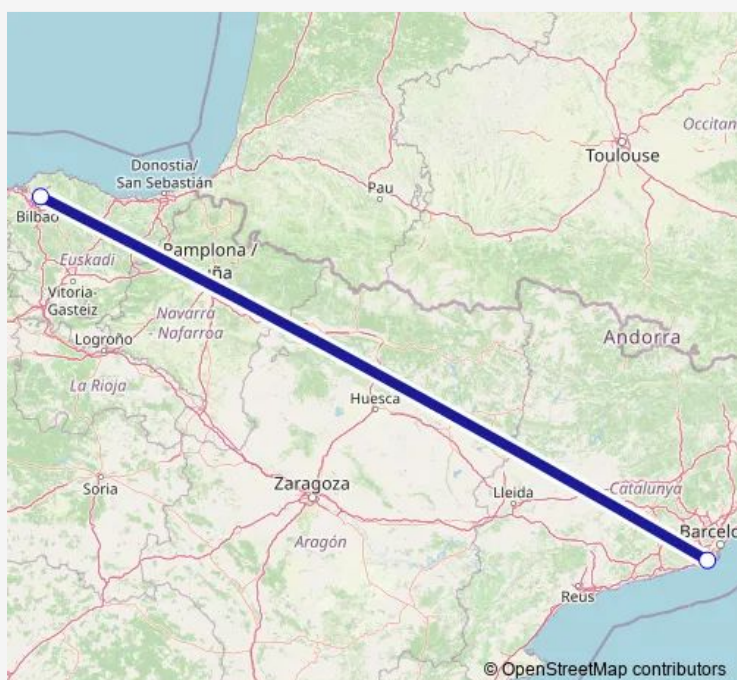 Occitan
Toulouse
Donostia/
San Sebastián
Pau
Bilbao
Pamplona /
uña
Euskadi
Vitoria-
Gasteiz
Navarra
- Nafarroa
Andorra
Logroño
La Rioja
Huesca
Zaragoza
Soria
Lleida
-Catalunya
Barcelo
Aragón
Reus
© OpenStreetMap contributors